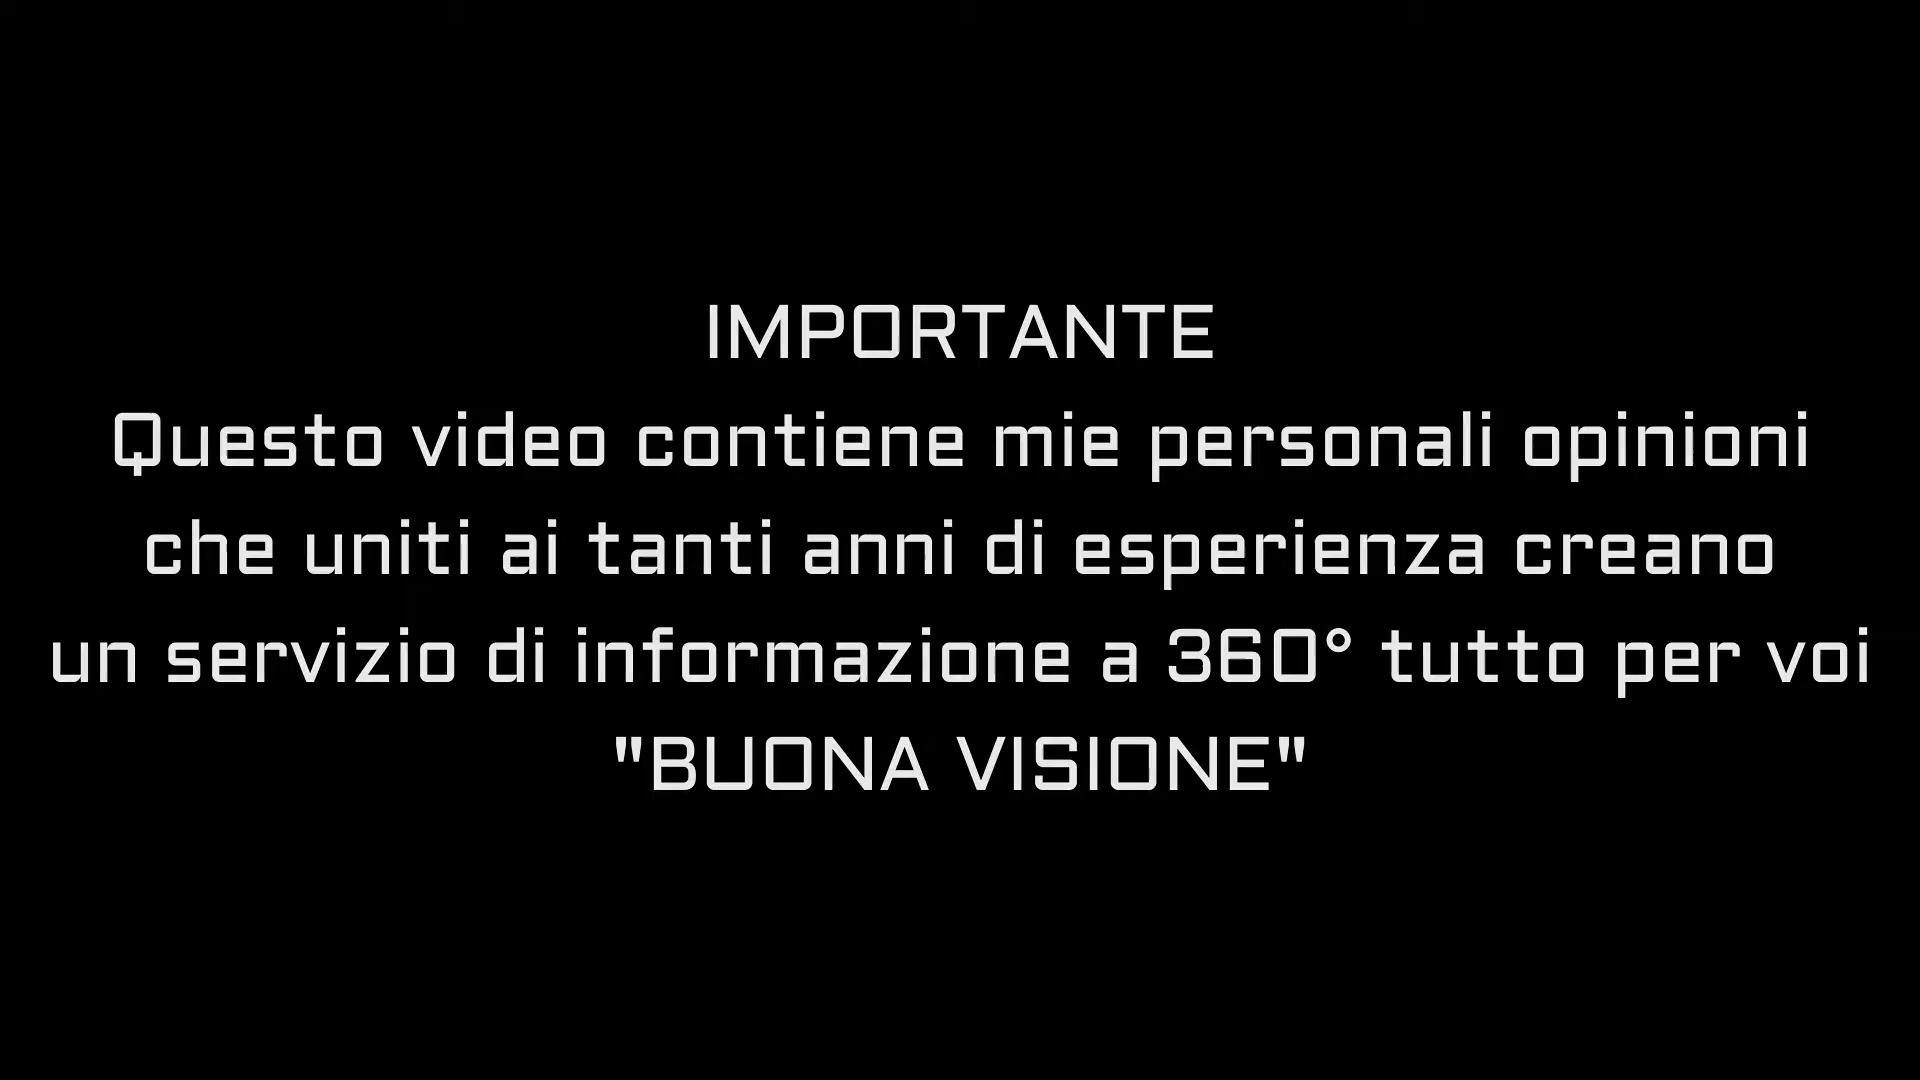 IMPORTANTE
Questo video contiene mie personali opinioni
che uniti ai tanti anni di esperienza creano
un servizio di informazione a 360° tutto per voi
"BUONA VISIONE"